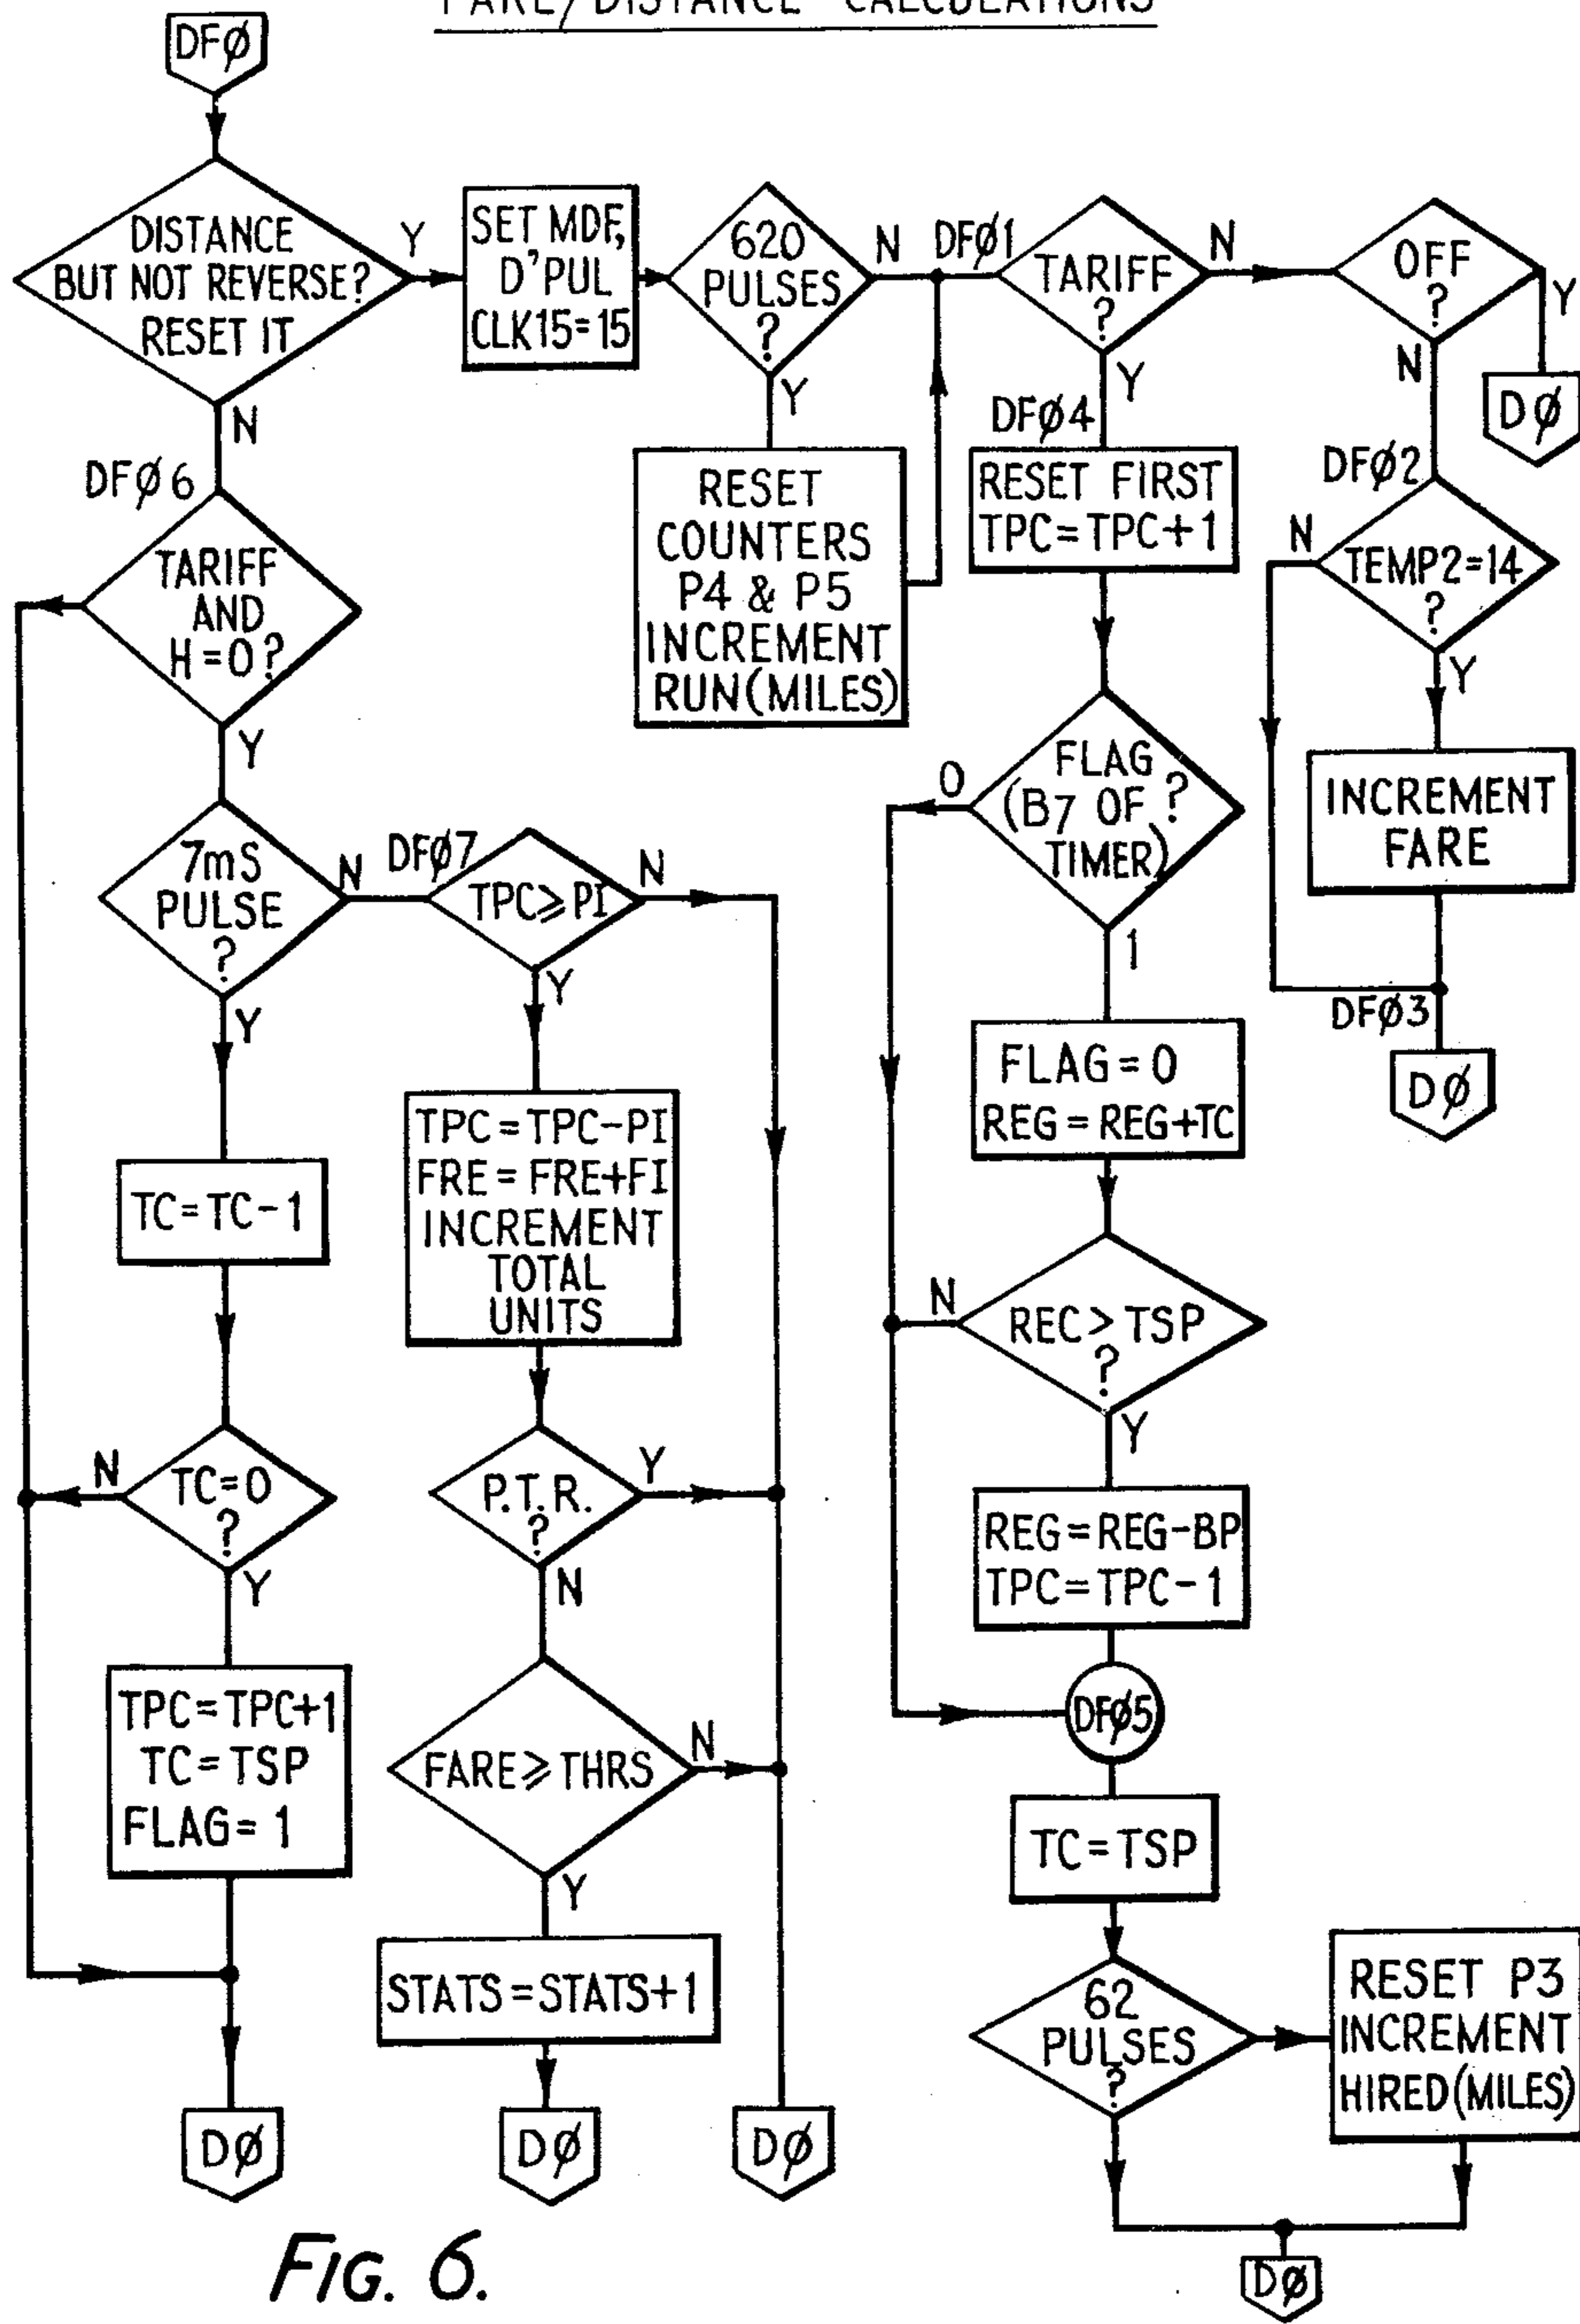 FARE/DISTANCE CALCULATIONS
DFØ
DISTANCE
BUT NOT REVERSE?
RESET IT
Y
N
SET MDF,
D'PUL
CLK15=15
620
PULSES
?
N
Y
RESET
COUNTERS
P4 & P5
INCREMENT
RUN(MILES)
DFØ1
TARIFF
?
N
Y
OFF
?
Y
N
DØ
DFØ2
TEMP2=14
?
N
Y
INCREMENT
FARE
DFØ3
DØ
DFØ4
RESET FIRST
TPC=TPC+1
FLAG
(B7 OF ?
TIMER)
0
1
FLAG=0
REG=REG+TC
REC>TSP
?
N
Y
REG=REG-BP
TPC=TPC-1
DFØ5
TC=TSP
62
PULSES
?
RESET P3
INCREMENT
HIRED(MILES)
DØ
DFØ6
TARIFF
AND
H=0?
Y
7mS
PULSE
?
N
Y
TC=TC-1
TC=0
?
N
Y
TPC=TPC+1
TC=TSP
FLAG=1
DØ
DFØ7
TPC≥PI
N
Y
TPC=TPC-PI
FRE=FRE+FI
INCREMENT
TOTAL
UNITS
P.T.R.
?
Y
N
FARE≥THRS
N
Y
STATS=STATS+1
DØ
DØ
FIG. 6.